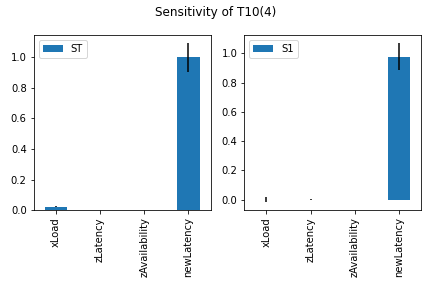 Sensitivity of T10(4)
ST
1.0
0.8
0.6
0.4
0.2
0.0
xLoad
zLatency
zAvailability
newLatency
S1
1.0
0.8
0.6
0.4
0.2
0.0
xLoad
zLatency
zAvailability
newLatency